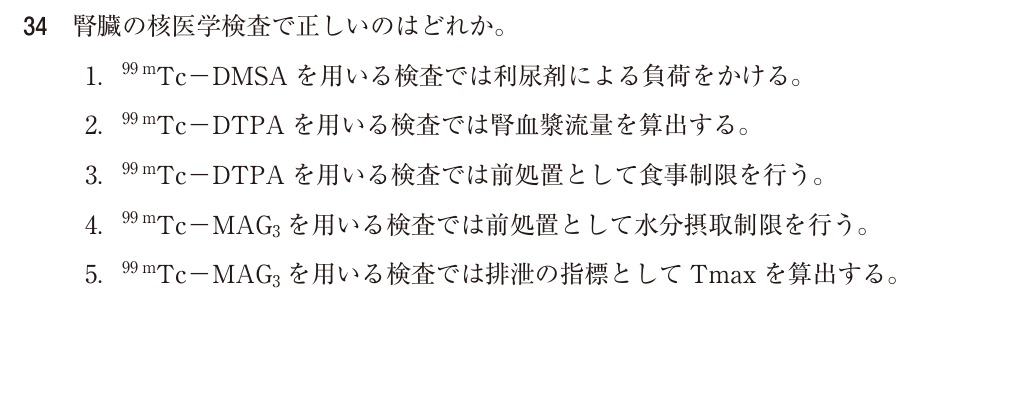 34 腎臓の核医学検査で正しいのはどれか。
1. ⁹⁹ᵐTc－DMSA を用いる検査では利尿剤による負荷をかける。
2. ⁹⁹ᵐTc－DTPA を用いる検査では腎血漿流量を算出する。
3. ⁹⁹ᵐTc－DTPA を用いる検査では前処置として食事制限を行う。
4. ⁹⁹ᵐTc－MAG₃ を用いる検査では前処置として水分摂取制限を行う。
5. ⁹⁹ᵐTc－MAG₃ を用いる検査では排泄の指標として Tmax を算出する。